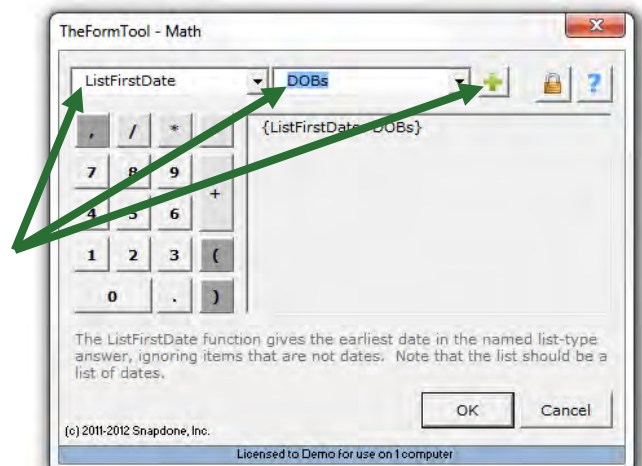 TheFormTool - Math
ListFirstDate DOBs ?
{ListFirstDate DOBs}
, / *
7 8 9
+
4 5 6
1 2 3 (
0 . )
The ListFirstDate function gives the earliest date in the named list-type
answer, ignoring items that are not dates. Note that the list should be a
list of dates.
OK Cancel
(c) 2011-2012 Snapdone, Inc.
Licensed to Demo for use on 1 computer